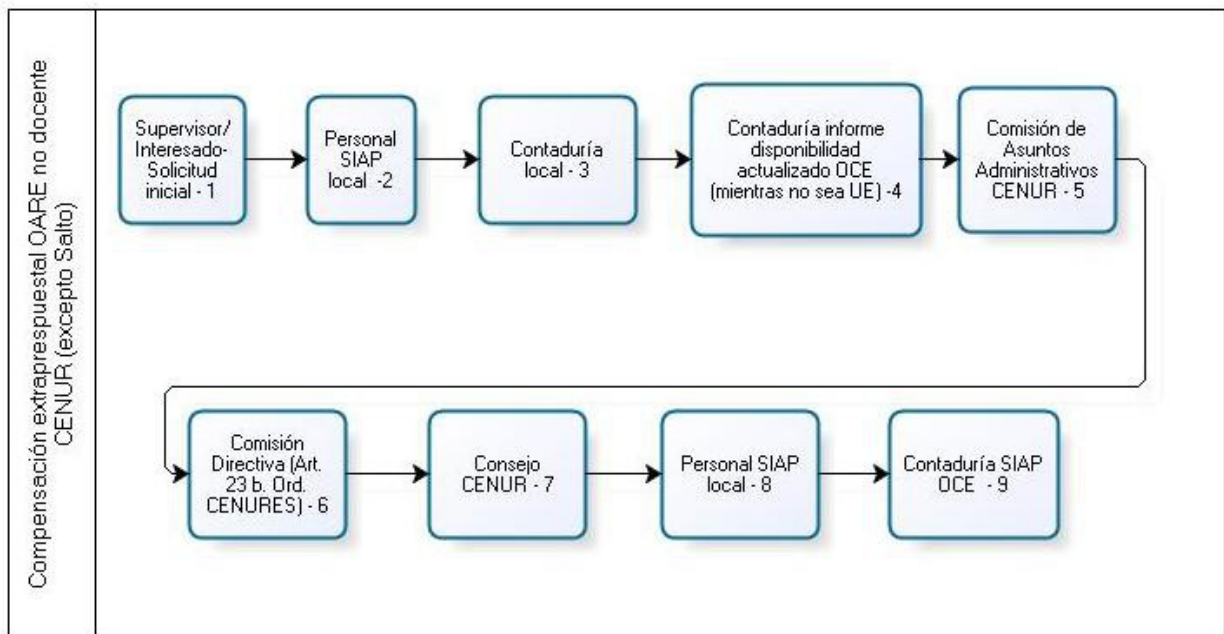 Compensación extraprespuestal OARE no docente
CENUR (excepto Salto)
Supervisor/
Interesado-
Solicitud
inicial - 1
Personal
SIAP
local -2
Contaduría
local - 3
Contaduría informe
disponibilidad
actualizado OCE
(mientras no sea UE) -4
Comisión de
Asuntos
Administrativos
CENUR - 5
Comisión
Directiva (Art.
23 b. Ord.
CENURES) - 6
Consejo
CENUR - 7
Personal SIAP
local - 8
Contaduría SIAP
OCE - 9